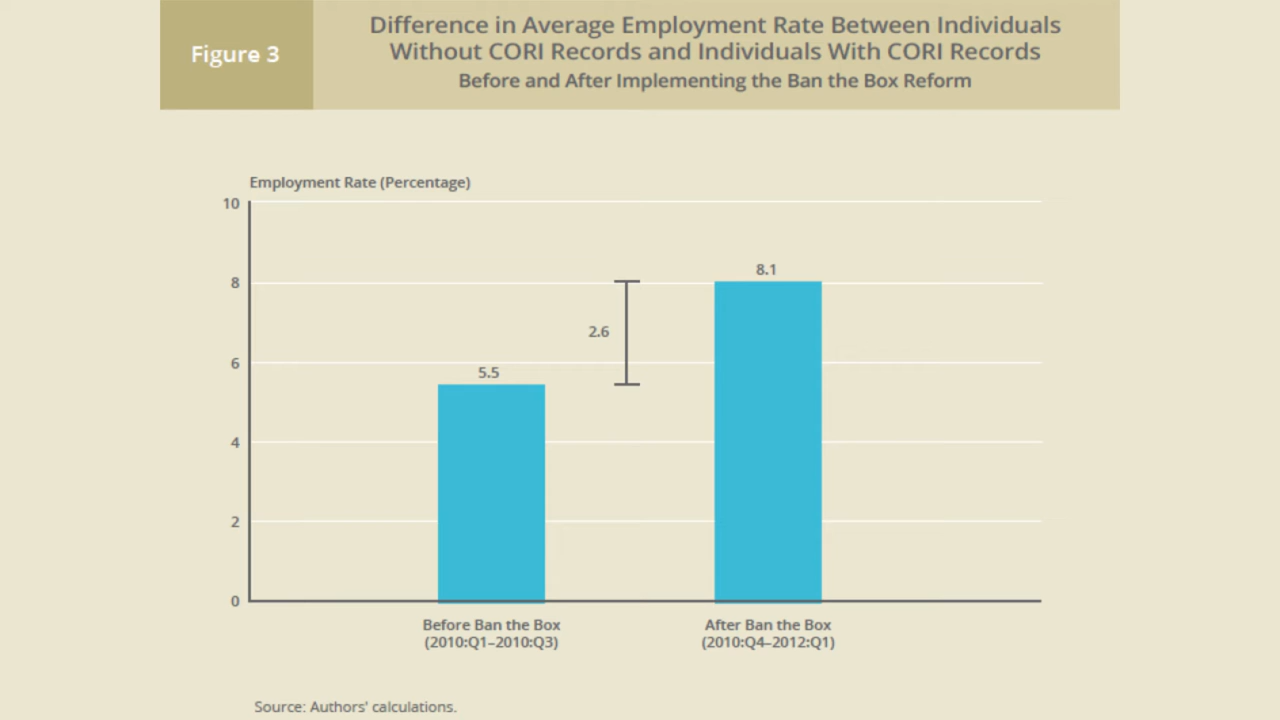 Figure 3
Difference in Average Employment Rate Between Individuals
Without CORI Records and Individuals With CORI Records
Before and After Implementing the Ban the Box Reform
Employment Rate (Percentage)
10
8
6
4
2
0
5.5
2.6
8.1
Before Ban the Box
(2010:Q1–2010:Q3)
After Ban the Box
(2010:Q4–2012:Q1)
Source: Authors' calculations.